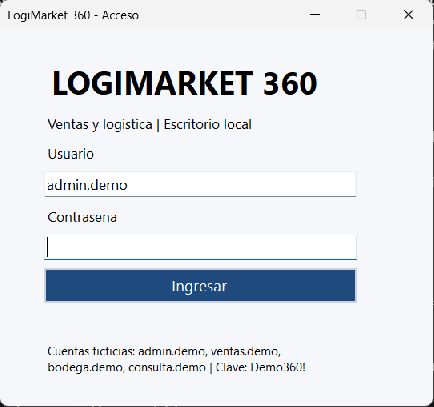 LogiMarket 360 - Acceso
LOGIMARKET 360
Ventas y logistica | Escritorio local
Usuario
admin.demo
Contrasena
Ingresar
Cuentas ficticias: admin.demo, ventas.demo,
bodega.demo, consulta.demo | Clave: Demo360!